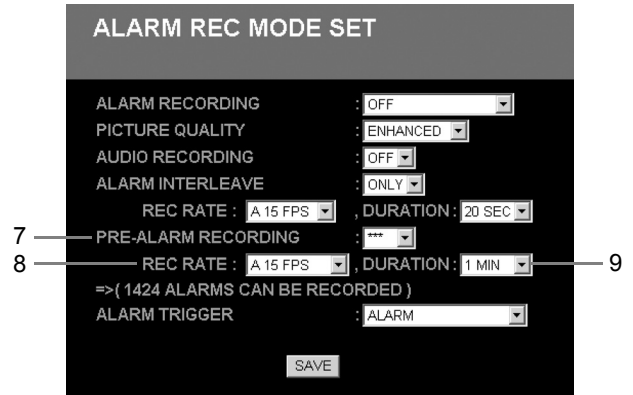 ALARM REC MODE SET
ALARM RECORDING : OFF
PICTURE QUALITY : ENHANCED
AUDIO RECORDING : OFF
ALARM INTERLEAVE : ONLY
REC RATE : A 15 FPS , DURATION : 20 SEC
7 PRE-ALARM RECORDING : ***
8 REC RATE : A 15 FPS , DURATION : 1 MIN 9
=>( 1424 ALARMS CAN BE RECORDED )
ALARM TRIGGER : ALARM
SAVE